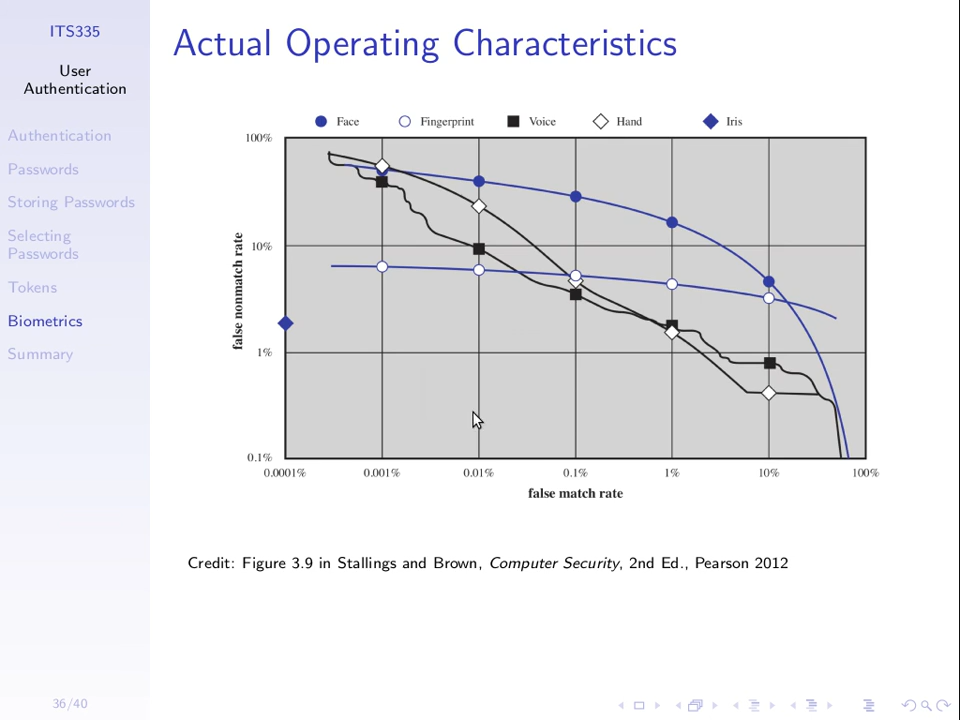 ITS335
User
Authentication
Authentication
Passwords
Storing Passwords
Selecting
Passwords
Tokens
Biometrics
Summary
36/40
Actual Operating Characteristics
Face Fingerprint Voice Hand Iris
100%
10%
1%
0.1%
false nonmatch rate
0.0001% 0.001% 0.01% 0.1% 1% 10% 100%
false match rate
Credit: Figure 3.9 in Stallings and Brown, Computer Security, 2nd Ed., Pearson 2012